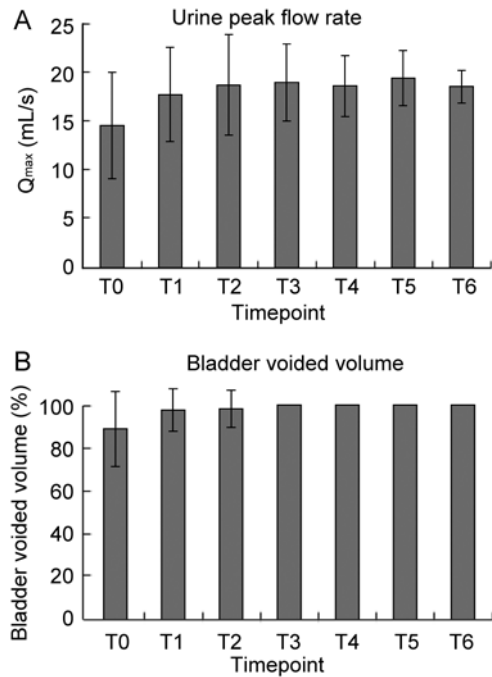 A
Urine peak flow rate
Qmax (mL/s)
25
20
15
10
5
0
T0 T1 T2 T3 T4 T5 T6
Timepoint
B
Bladder voided volume
Bladder voided volume (%)
100
80
60
40
20
0
T0 T1 T2 T3 T4 T5 T6
Timepoint